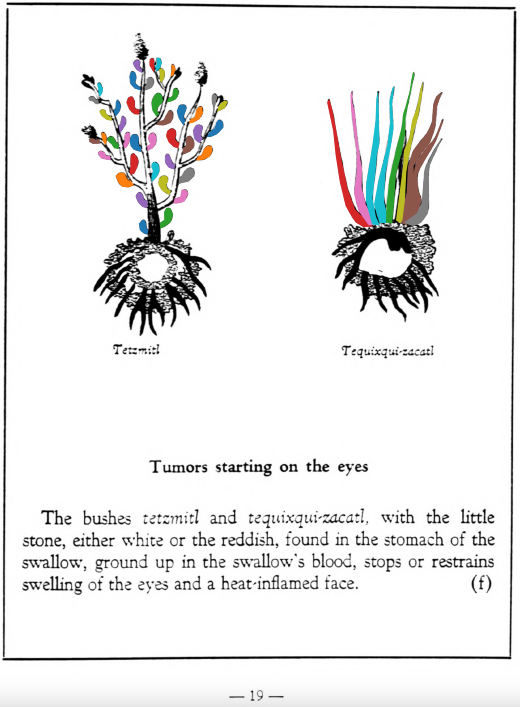 Tetzmitl
Tequixqui-zacatl
Tumors starting on the eyes
The bushes tetzmitl and tequixqui-zacatl, with the little
stone, either white or the reddish, found in the stomach of the
swallow, ground up in the swallow's blood, stops or restrains
swelling of the eyes and a heat-inflamed face. (f)
— 19 —